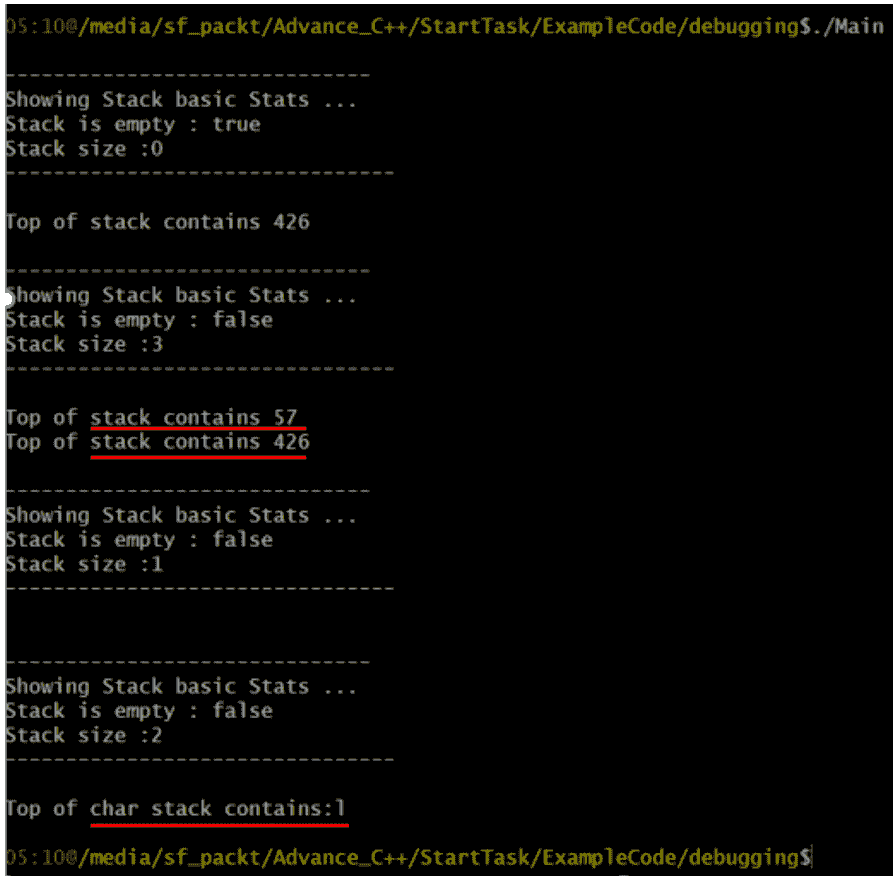 05:10@/media/sf_packt/Advance_C++/StartTask/ExampleCode/debugging$./Main
------------------------------
Showing Stack basic Stats ...
Stack is empty : true
Stack size :0
--------------------------------
Top of stack contains 426
------------------------------
Showing Stack basic Stats ...
Stack is empty : false
Stack size :3
--------------------------------
Top of stack contains 57
Top of stack contains 426
------------------------------
Showing Stack basic Stats ...
Stack is empty : false
Stack size :1
--------------------------------
------------------------------
Showing Stack basic Stats ...
Stack is empty : false
Stack size :2
--------------------------------
Top of char stack contains:l
05:10@/media/sf_packt/Advance_C++/StartTask/ExampleCode/debugging$